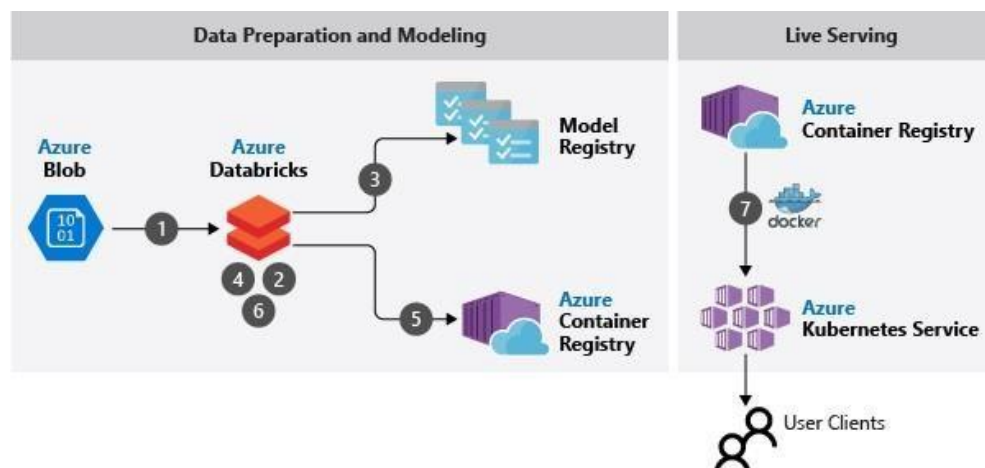 Data Preparation and Modeling
Live Serving
Azure
Blob
10
01
1
Azure
Databricks
4
2
6
3
Model
Registry
5
Azure
Container
Registry
Azure
Container Registry
7
docker
Azure
Kubernetes Service
User Clients